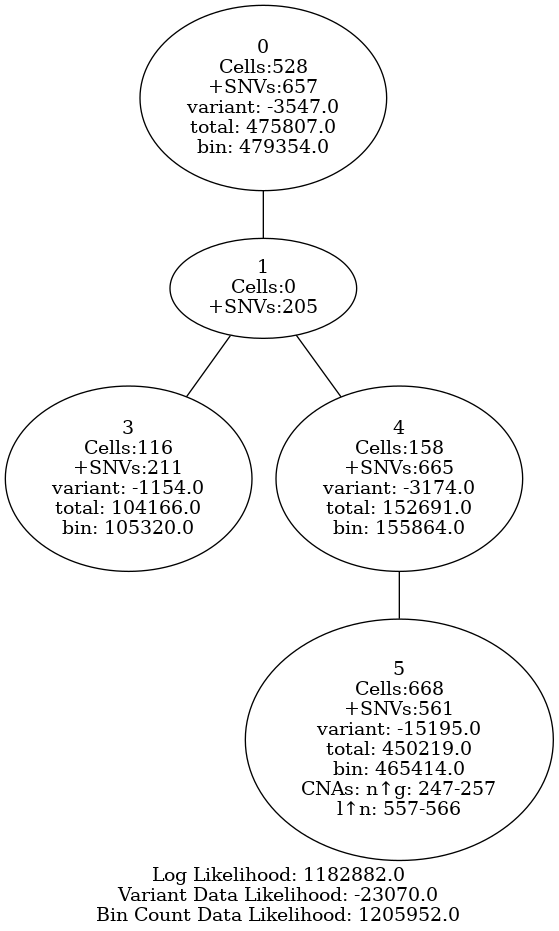 0
Cells:528
+SNVs:657
variant: -3547.0
total: 475807.0
bin: 479354.0
1
Cells:0
+SNVs:205
3
Cells:116
+SNVs:211
variant: -1154.0
total: 104166.0
bin: 105320.0
4
Cells:158
+SNVs:665
variant: -3174.0
total: 152691.0
bin: 155864.0
5
Cells:668
+SNVs:561
variant: -15195.0
total: 450219.0
bin: 465414.0
CNAs: n↑g: 247-257
l↑n: 557-566
Log Likelihood: 1182882.0
Variant Data Likelihood: -23070.0
Bin Count Data Likelihood: 1205952.0